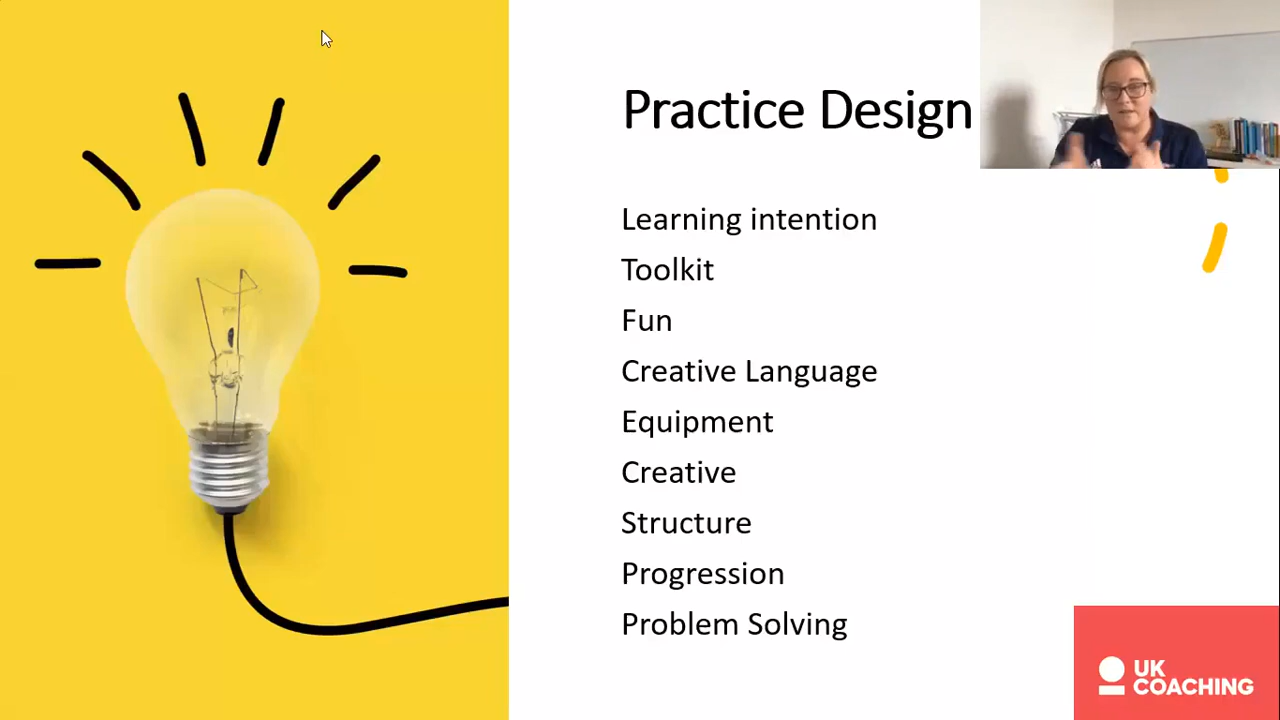 Practice Design
Learning intention
Toolkit
Fun
Creative Language
Equipment
Creative
Structure
Progression
Problem Solving
UK
COACHING